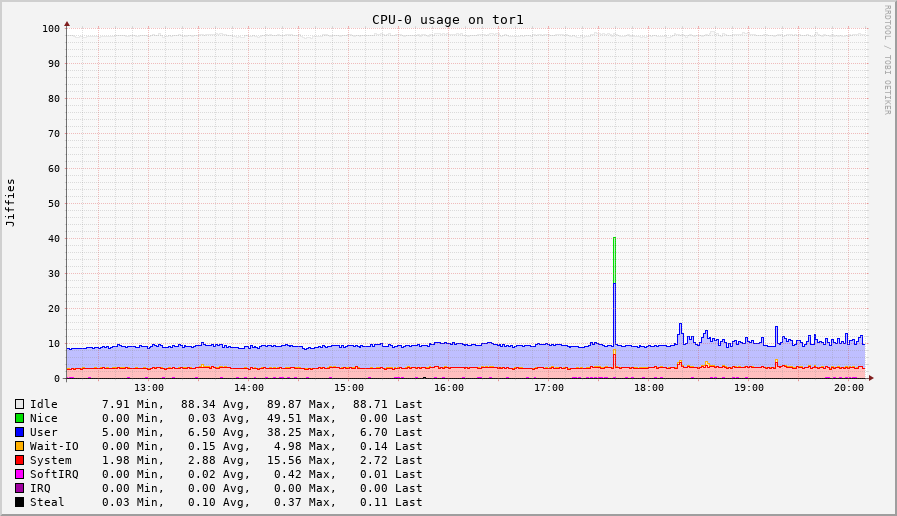 CPU-0 usage on tor1
RRDTOOL / TOBI OETIKER
Jiffies
100
90
80
70
60
50
40
30
20
10
0
13:00 14:00 15:00 16:00 17:00 18:00 19:00 20:00
Idle 7.91 Min, 88.34 Avg, 89.87 Max, 88.71 Last
Nice 0.00 Min, 0.03 Avg, 49.51 Max, 0.00 Last
User 5.00 Min, 6.50 Avg, 38.25 Max, 6.70 Last
Wait-IO 0.00 Min, 0.15 Avg, 4.98 Max, 0.14 Last
System 1.98 Min, 2.88 Avg, 15.56 Max, 2.72 Last
SoftIRQ 0.00 Min, 0.02 Avg, 0.42 Max, 0.01 Last
IRQ 0.00 Min, 0.00 Avg, 0.00 Max, 0.00 Last
Steal 0.03 Min, 0.10 Avg, 0.37 Max, 0.11 Last